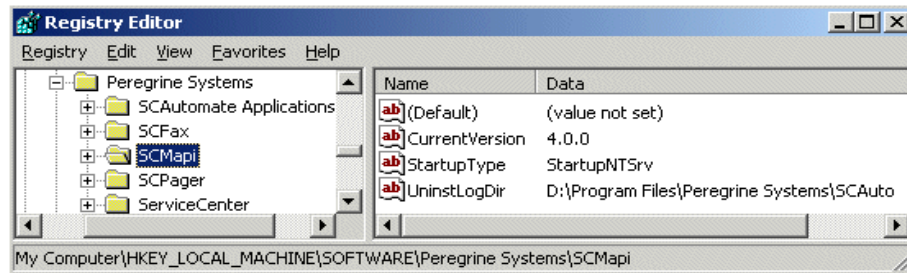 Registry Editor
Registry Edit View Favorites Help
Peregrine Systems
SCAutomate Applications
SCFax
SCMapi
SCPager
ServiceCenter
Name Data
(Default) (value not set)
CurrentVersion 4.0.0
StartupType StartupNTSrv
UninstLogDir D:\Program Files\Peregrine Systems\SCAuto
My Computer\HKEY_LOCAL_MACHINE\SOFTWARE\Peregrine Systems\SCMapi